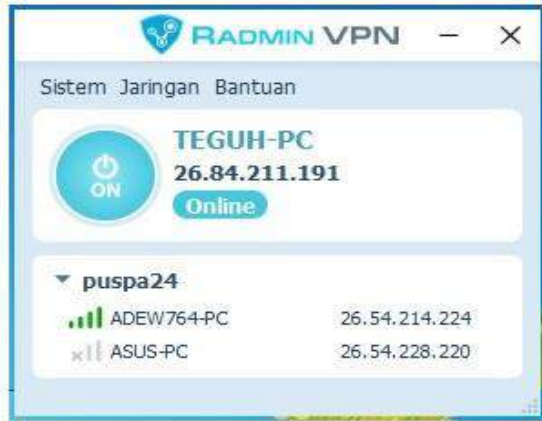 RADMIN VPN
Sistem Jaringan Bantuan
TEGUH-PC
ON
26.84.211.191
Online
puspa24
ADEW764-PC 26.54.214.224
ASUS-PC 26.54.228.220